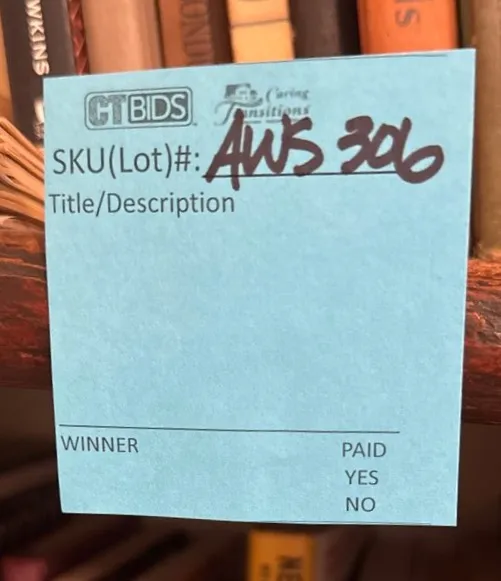 WKINS
CTBIDS Caring Transitions
SKU(Lot)#: AWS 306
Title/Description
WINNER PAID
YES
NO